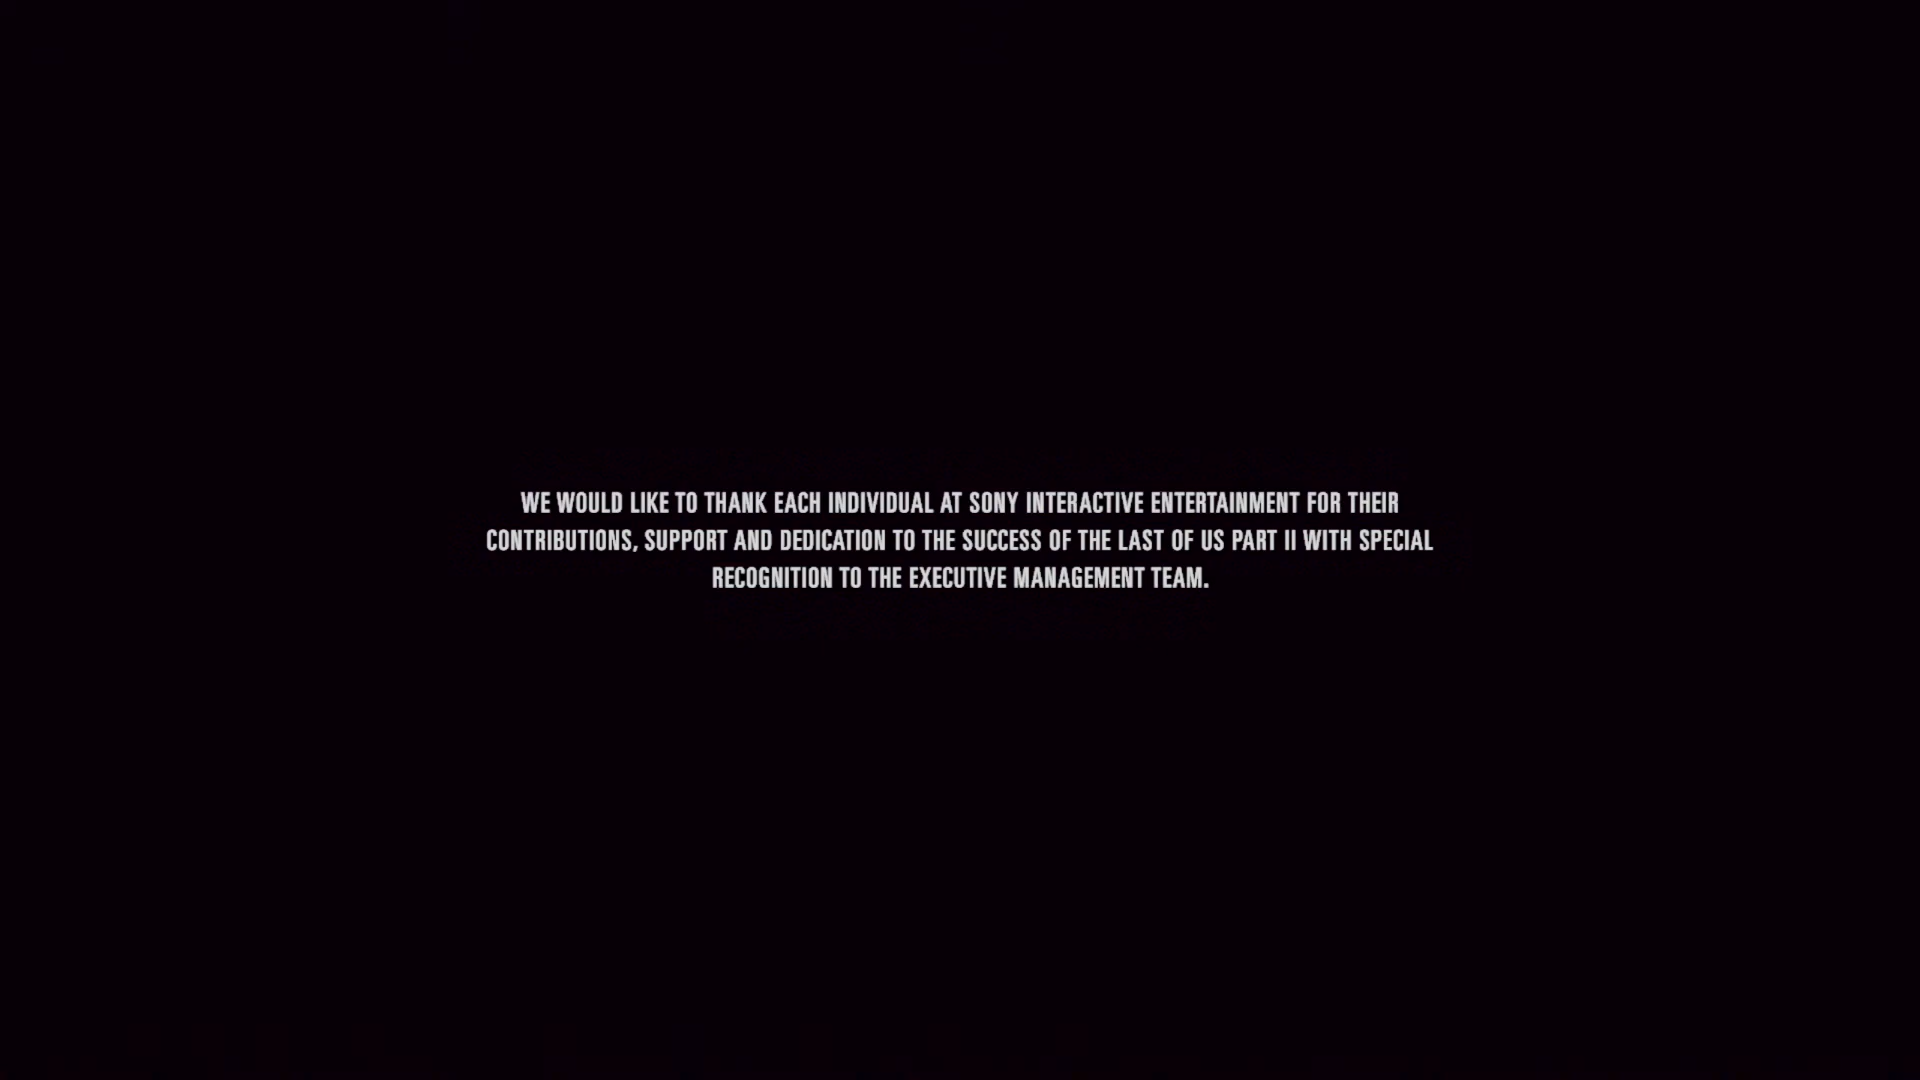 WE WOULD LIKE TO THANK EACH INDIVIDUAL AT SONY INTERACTIVE ENTERTAINMENT FOR THEIR
CONTRIBUTIONS, SUPPORT AND DEDICATION TO THE SUCCESS OF THE LAST OF US PART II WITH SPECIAL
RECOGNITION TO THE EXECUTIVE MANAGEMENT TEAM.